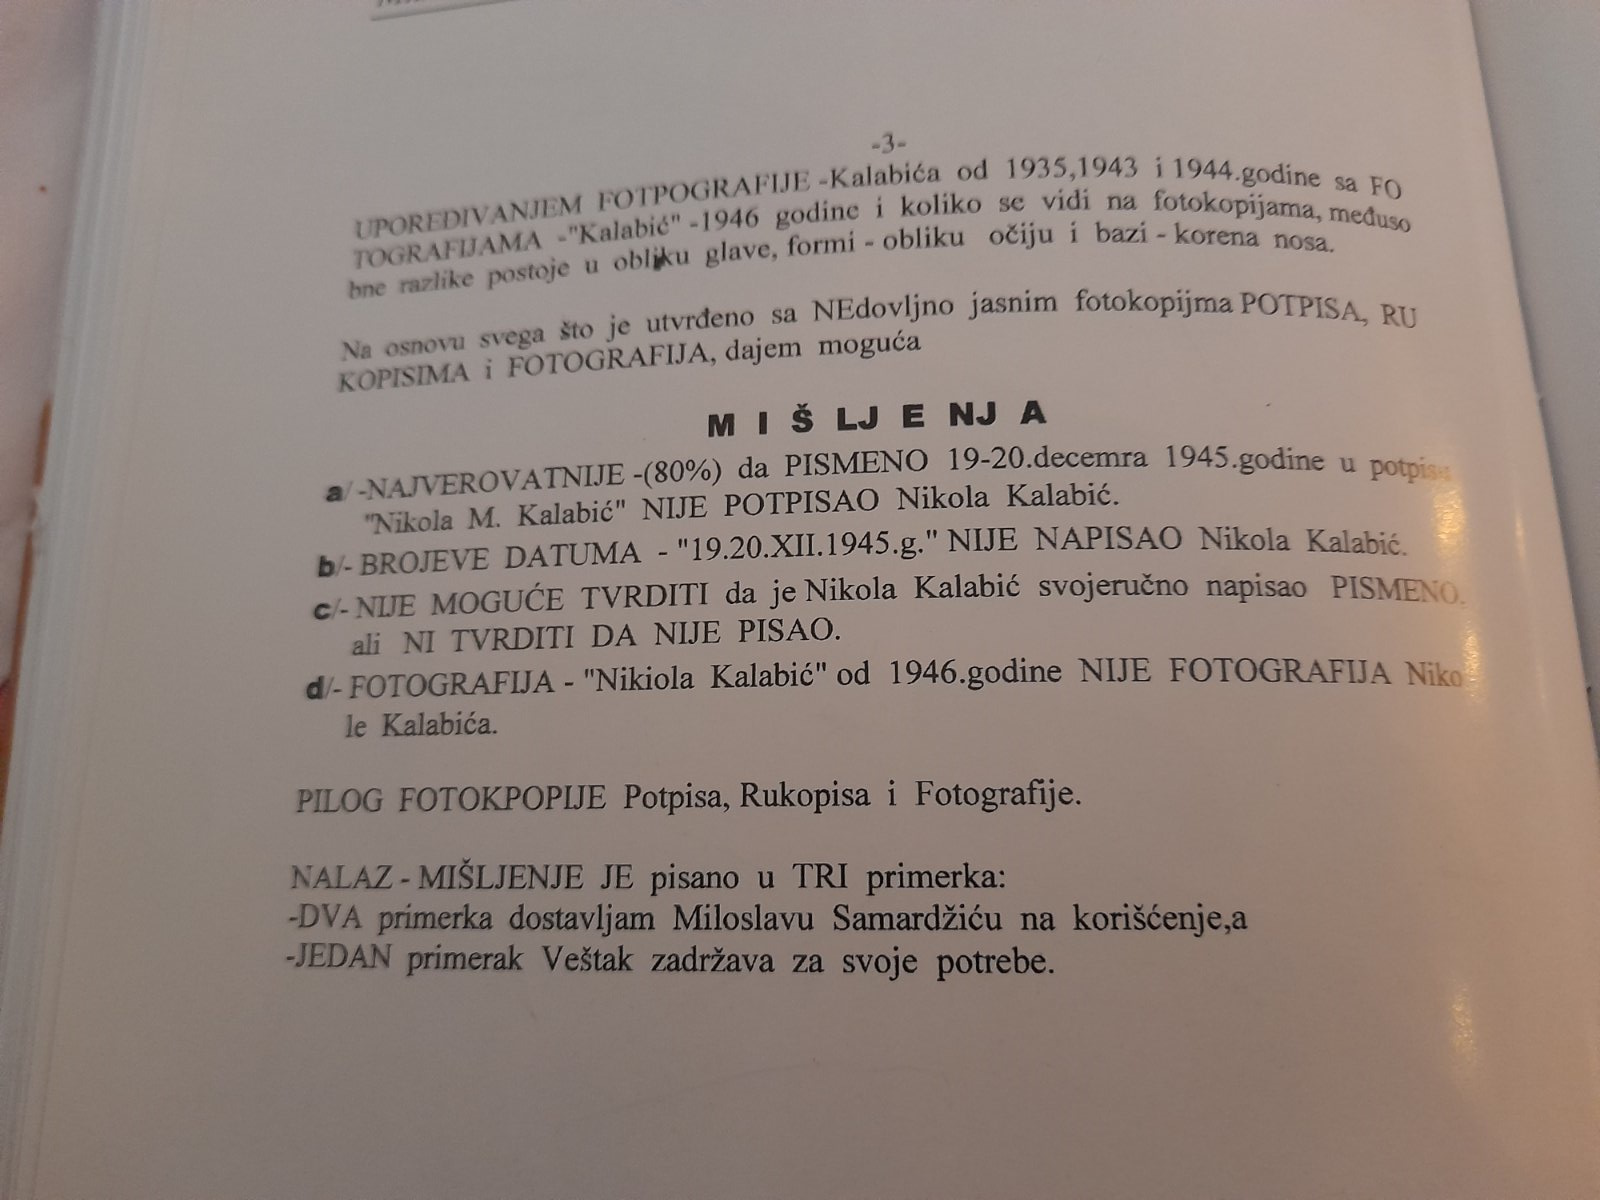 -3-
UPOREĐIVANJEM FOTPOGRAFIJE -Kalabića od 1935,1943 i 1944.godine sa FO
TOGRAFIJAMA -"Kalabić" -1946 godine i koliko se vidi na fotokopijama, međuso
bne razlike postoje u obliku glave, formi - obliku očiju i bazi - korena nosa.
Na osnovu svega što je utvrđeno sa NEdovljno jasnim fotokopijma POTPISA, RU
KOPISIMA i FOTOGRAFIJA, dajem moguća
M I Š LJ E NJ A
a/ -NAJVEROVATNIJE -(80%) da PISMENO 19-20.decemra 1945.godine u potpisu
"Nikola M. Kalabić" NIJE POTPISAO Nikola Kalabić.
b/- BROJEVE DATUMA - "19.20.XII.1945.g." NIJE NAPISAO Nikola Kalabić.
c/- NIJE MOGUĆE TVRDITI da je Nikola Kalabić svojeručno napisao PISMENO.
ali NI TVRDITI DA NIJE PISAO.
d/- FOTOGRAFIJA - "Nikiola Kalabić" od 1946.godine NIJE FOTOGRAFIJA Niko
le Kalabića.
PILOG FOTOKPOPIJE Potpisa, Rukopisa i Fotografije.
NALAZ - MIŠLJENJE JE pisano u TRI primerka:
-DVA primerka dostavljam Miloslavu Samardžiću na korišćenje,a
-JEDAN primerak Veštak zadržava za svoje potrebe.